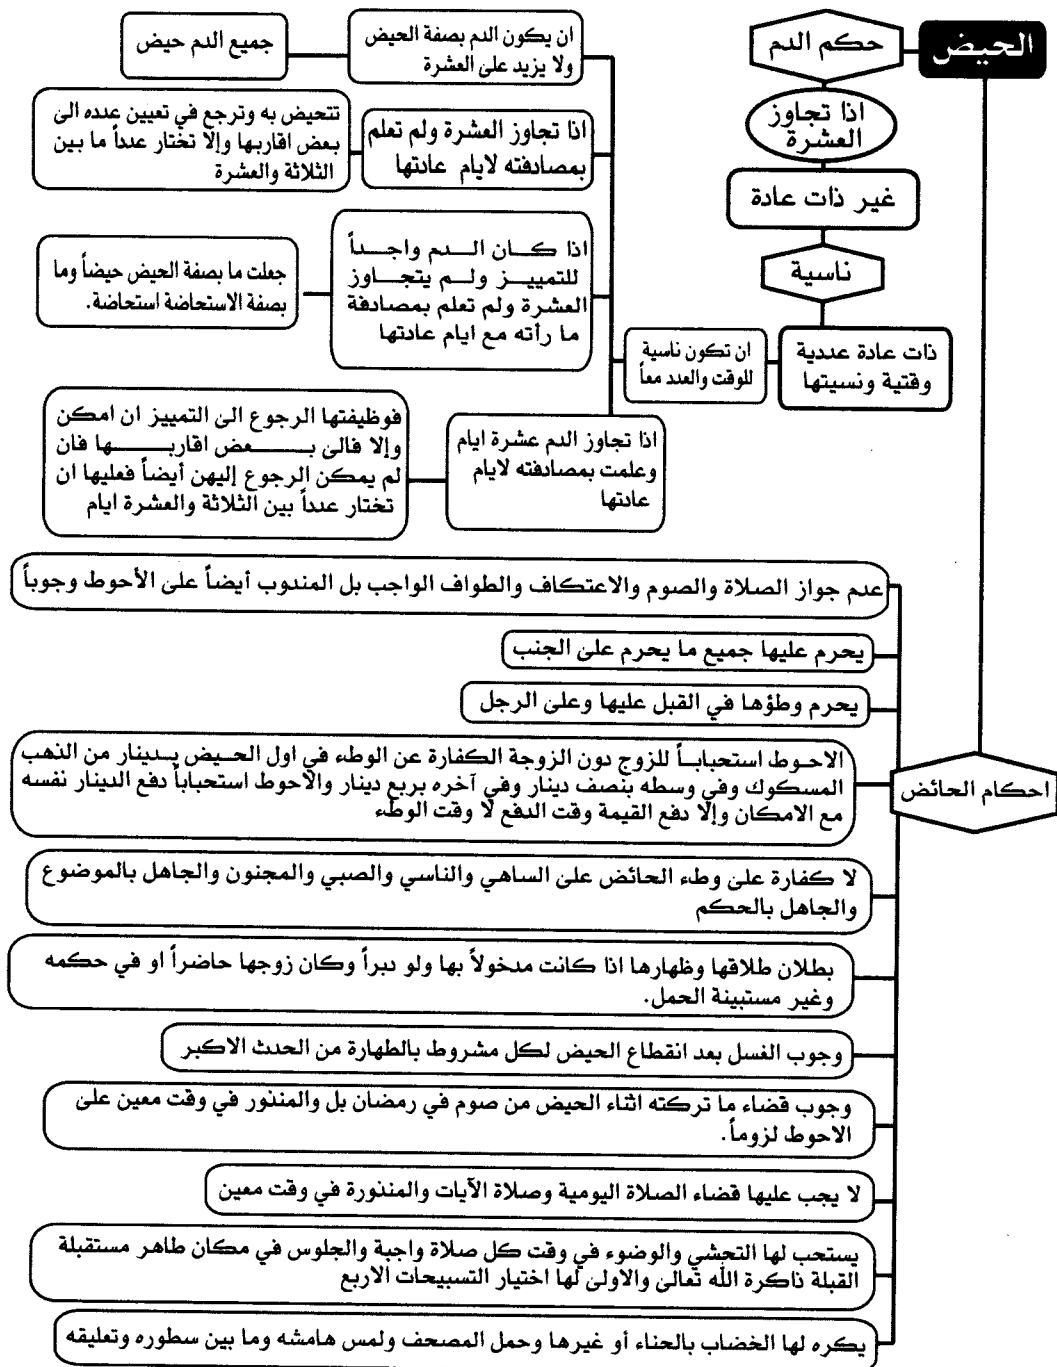 الحيض
حكم الدم
اذا تجاوز
العشرة
غير ذات عادة
ناسية
ذات عادة عددية
وقتية ونسيتها
ان تكون ناسية
للوقت والعدد معاً
ان يكون الدم بصفة الحيض
ولا يزيد على العشرة
جميع الدم حيض
اذا تجاوز العشرة ولم تعلم
بمصادفته لايام عادتها
تتحيض به وترجع في تعيين عدده الى
بعض اقاربها وإلا تختار عدداً ما بين
الثلاثة والعشرة
اذا كان الدم واجداً
للتمييز ولم يتجاوز
العشرة ولم تعلم بمصادفة
ما رأته مع ايام عادتها
جعلت ما بصفة الحيض حيضاً وما
بصفة الاستحاضة استحاضة.
اذا تجاوز الدم عشرة ايام
وعلمت بمصادفته لايام
عادتها
فوظيفتها الرجوع الى التمييز ان امكن
وإلا فالى بعض اقاربها فان
لم يمكن الرجوع إليهن أيضاً فعليها ان
تختار عدداً بين الثلاثة والعشرة ايام
احكام الحائض
عدم جواز الصلاة والصوم والاعتكاف والطواف الواجب بل المندوب أيضاً على الأحوط وجوباً
يحرم عليها جميع ما يحرم على الجنب
يحرم وطؤها في القبل عليها وعلى الرجل
الاحوط استحباباً للزوج دون الزوجة الكفارة عن الوطء في اول الحيض بدينار من الذهب
المسكوك وفي وسطه بنصف دينار وفي آخره بربع دينار والاحوط استحباباً دفع الدينار نفسه
مع الامكان وإلا دفع القيمة وقت الدفع لا وقت الوطء
لا كفارة على وطء الحائض على الساهي والناسي والصبي والمجنون والجاهل بالموضوع
والجاهل بالحكم
بطلان طلاقها وظهارها اذا كانت مدخولاً بها ولو دبراً وكان زوجها حاضراً او في حكمه
وغير مستبينة الحمل.
وجوب الغسل بعد انقطاع الحيض لكل مشروط بالطهارة من الحدث الاكبر
وجوب قضاء ما تركته اثناء الحيض من صوم في رمضان بل والمنذور في وقت معين على
الاحوط لزوماً.
لا يجب عليها قضاء الصلاة اليومية وصلاة الآيات والمنذورة في وقت معين
يستحب لها التحشي والوضوء في وقت كل صلاة واجبة والجلوس في مكان طاهر مستقبلة
القبلة ذاكرة الله تعالى والاولى لها اختيار التسبيحات الاربع
يكره لها الخضاب بالحناء أو غيرها وحمل المصحف ولمس هامشه وما بين سطوره وتعليقه